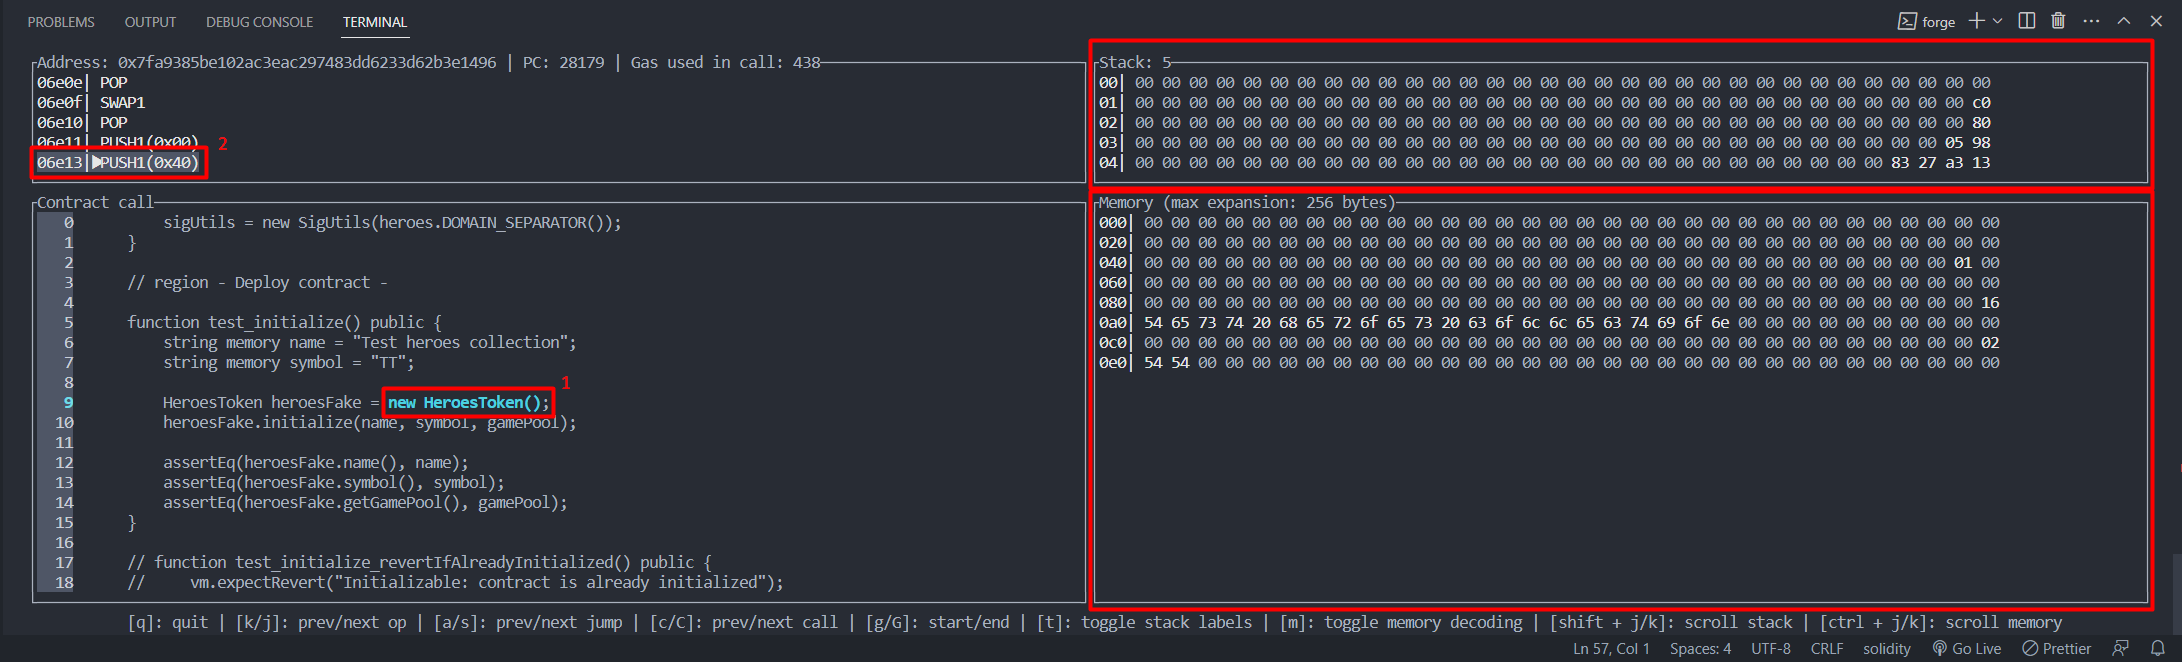 PROBLEMS OUTPUT DEBUG CONSOLE TERMINAL forge
Address: 0x7fa9385be102ac3eac297483dd6233d62b3e1496 | PC: 28179 | Gas used in call: 438
06e0e| POP
06e0f| SWAP1
06e10| POP
06e11| PUSH1(0x00)
2
06e13|▶PUSH1(0x40)
Stack: 5
00| 00 00 00 00 00 00 00 00 00 00 00 00 00 00 00 00 00 00 00 00 00 00 00 00 00 00 00 00 00 00 00 00
01| 00 00 00 00 00 00 00 00 00 00 00 00 00 00 00 00 00 00 00 00 00 00 00 00 00 00 00 00 00 00 00 c0
02| 00 00 00 00 00 00 00 00 00 00 00 00 00 00 00 00 00 00 00 00 00 00 00 00 00 00 00 00 00 00 00 80
03| 00 00 00 00 00 00 00 00 00 00 00 00 00 00 00 00 00 00 00 00 00 00 00 00 00 00 00 00 00 00 05 98
04| 00 00 00 00 00 00 00 00 00 00 00 00 00 00 00 00 00 00 00 00 00 00 00 00 00 00 00 00 83 27 a3 13
Contract call
0 sigUtils = new SigUtils(heroes.DOMAIN_SEPARATOR());
1 }
2
3 // region - Deploy contract -
4
5 function test_initialize() public {
6 string memory name = "Test heroes collection";
7 string memory symbol = "TT";
8
1
9 HeroesToken heroesFake = new HeroesToken();
10 heroesFake.initialize(name, symbol, gamePool);
11
12 assertEq(heroesFake.name(), name);
13 assertEq(heroesFake.symbol(), symbol);
14 assertEq(heroesFake.getGamePool(), gamePool);
15 }
16
17 // function test_initialize_revertIfAlreadyInitialized() public {
18 // vm.expectRevert("Initializable: contract is already initialized");
Memory (max expansion: 256 bytes)
000| 00 00 00 00 00 00 00 00 00 00 00 00 00 00 00 00 00 00 00 00 00 00 00 00 00 00 00 00 00 00 00 00
020| 00 00 00 00 00 00 00 00 00 00 00 00 00 00 00 00 00 00 00 00 00 00 00 00 00 00 00 00 00 00 00 00
040| 00 00 00 00 00 00 00 00 00 00 00 00 00 00 00 00 00 00 00 00 00 00 00 00 00 00 00 00 00 00 01 00
060| 00 00 00 00 00 00 00 00 00 00 00 00 00 00 00 00 00 00 00 00 00 00 00 00 00 00 00 00 00 00 00 00
080| 00 00 00 00 00 00 00 00 00 00 00 00 00 00 00 00 00 00 00 00 00 00 00 00 00 00 00 00 00 00 00 16
0a0| 54 65 73 74 20 68 65 72 6f 65 73 20 63 6f 6c 6c 65 63 74 69 6f 6e 00 00 00 00 00 00 00 00 00 00
0c0| 00 00 00 00 00 00 00 00 00 00 00 00 00 00 00 00 00 00 00 00 00 00 00 00 00 00 00 00 00 00 00 02
0e0| 54 54 00 00 00 00 00 00 00 00 00 00 00 00 00 00 00 00 00 00 00 00 00 00 00 00 00 00 00 00 00 00
[q]: quit | [k/j]: prev/next op | [a/s]: prev/next jump | [c/C]: prev/next call | [g/G]: start/end | [t]: toggle stack labels | [m]: toggle memory decoding | [shift + j/k]: scroll stack | [ctrl + j/k]: scroll memory
Ln 57, Col 1 Spaces: 4 UTF-8 CRLF solidity Go Live Prettier